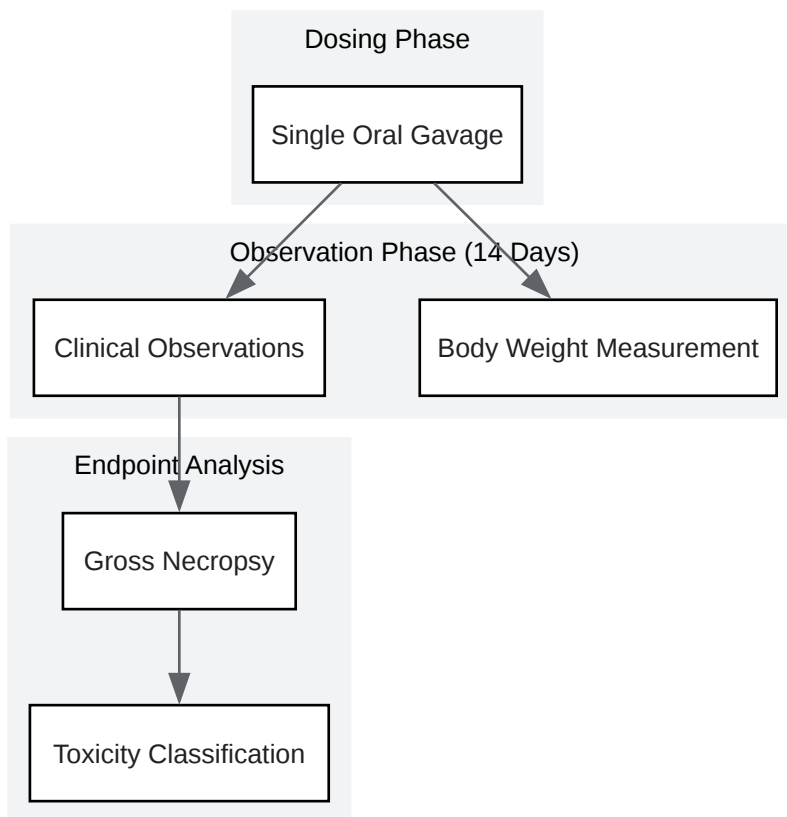 Dosing Phase
Single Oral Gavage
Observation Phase (14 Days)
Clinical Observations
Body Weight Measurement
Endpoint Analysis
Gross Necropsy
Toxicity Classification